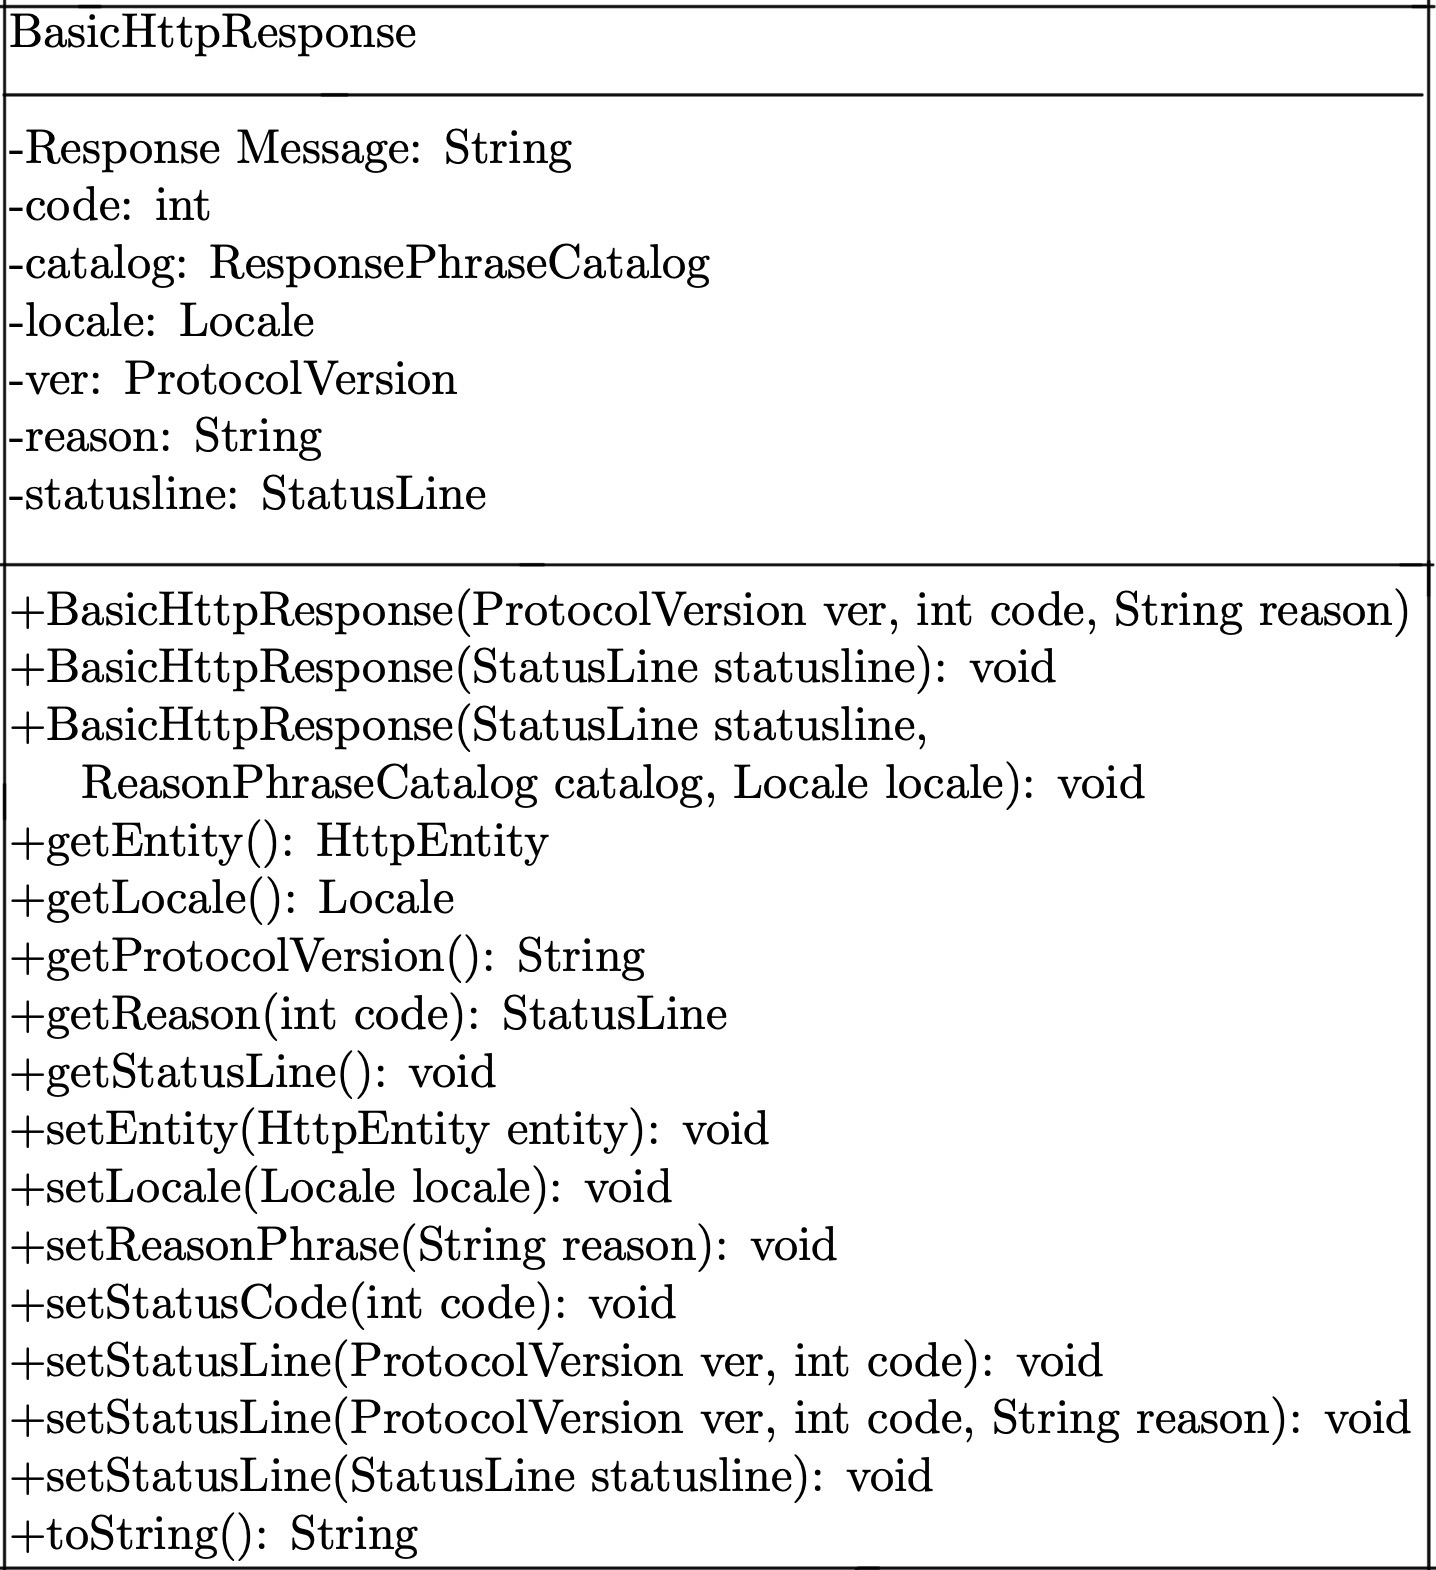 BasicHttpResponse
-Response Message: String
-code: int
-catalog: ResponsePhraseCatalog
-locale: Locale
-ver: ProtocolVersion
-reason: String
-statusline: StatusLine
+BasicHttpResponse(ProtocolVersion ver, int code, String reason)
+BasicHttpResponse(StatusLine statusline): void
+BasicHttpResponse(StatusLine statusline,
ReasonPhraseCatalog catalog, Locale locale): void
+getEntity(): HttpEntity
+getLocale(): Locale
+getProtocolVersion(): String
+getReason(int code): StatusLine
+getStatusLine(): void
+setEntity(HttpEntity entity): void
+setLocale(Locale locale): void
+setReasonPhrase(String reason): void
+setStatusCode(int code): void
+setStatusLine(ProtocolVersion ver, int code): void
+setStatusLine(ProtocolVersion ver, int code, String reason): void
+setStatusLine(StatusLine statusline): void
+toString(): String